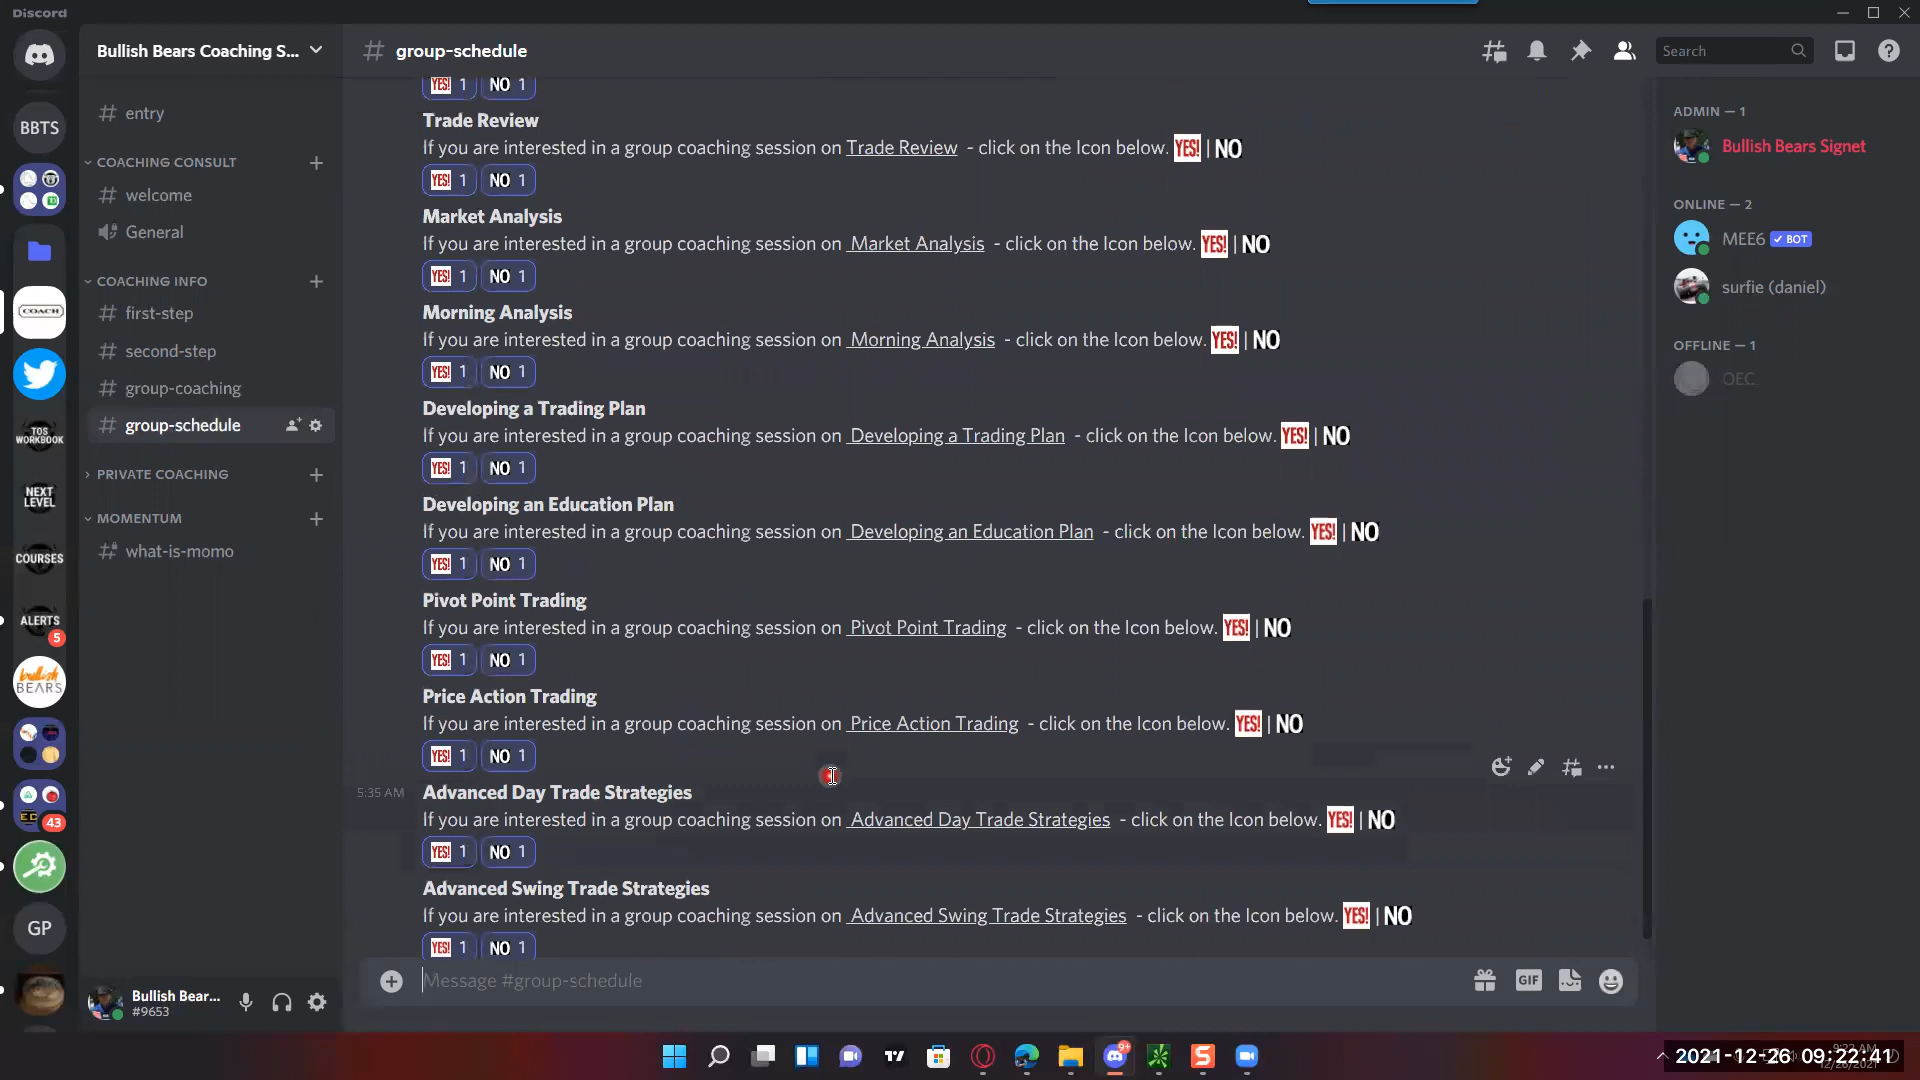 Discord
Bullish Bears Coaching S...
group-schedule
Search
BBTS
COACH
TOS
WORKBOOK
NEXT
LEVEL
COURSES
ALERTS
5
bullish
BEARS
EC
43
GP
entry
COACHING CONSULT
welcome
General
COACHING INFO
first-step
second-step
group-coaching
group-schedule
PRIVATE COACHING
MOMENTUM
what-is-momo
Bullish Bear...
#9653
YES! 1 NO 1
Trade Review
If you are interested in a group coaching session on Trade Review - click on the Icon below. YES! | NO
YES! 1 NO 1
Market Analysis
If you are interested in a group coaching session on Market Analysis - click on the Icon below. YES! | NO
YES! 1 NO 1
Morning Analysis
If you are interested in a group coaching session on Morning Analysis - click on the Icon below. YES! | NO
YES! 1 NO 1
Developing a Trading Plan
If you are interested in a group coaching session on Developing a Trading Plan - click on the Icon below. YES! | NO
YES! 1 NO 1
Developing an Education Plan
If you are interested in a group coaching session on Developing an Education Plan - click on the Icon below. YES! | NO
YES! 1 NO 1
Pivot Point Trading
If you are interested in a group coaching session on Pivot Point Trading - click on the Icon below. YES! | NO
YES! 1 NO 1
Price Action Trading
If you are interested in a group coaching session on Price Action Trading - click on the Icon below. YES! | NO
YES! 1 NO 1
5:35 AM Advanced Day Trade Strategies
If you are interested in a group coaching session on Advanced Day Trade Strategies - click on the Icon below. YES! | NO
YES! 1 NO 1
Advanced Swing Trade Strategies
If you are interested in a group coaching session on Advanced Swing Trade Strategies - click on the Icon below. YES! | NO
YES! 1 NO 1
Message #group-schedule
GIF
ADMIN — 1
Bullish Bears Signet
ONLINE — 2
MEE6 ✓ BOT
surfie (daniel)
OFFLINE — 1
OEC
9+
2021-12-26 09:22:41